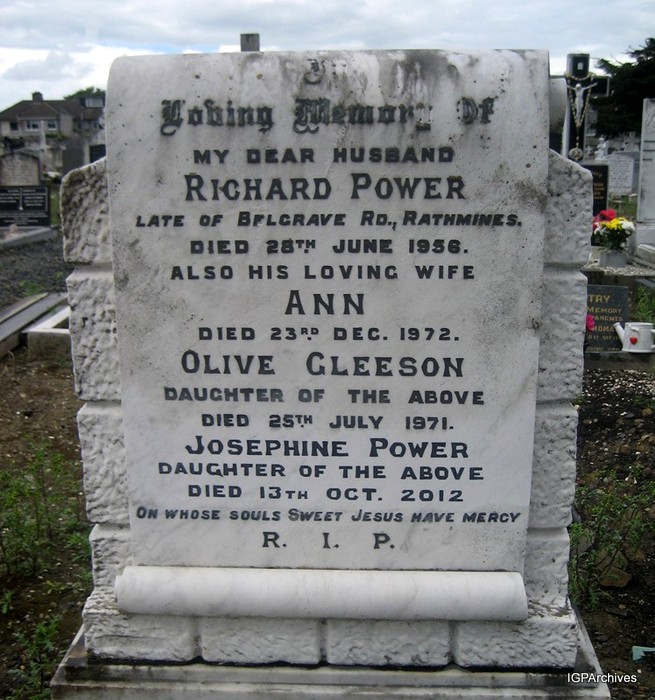 In
Loving Memory Of
MY DEAR HUSBAND
RICHARD POWER
LATE OF BELGRAVE RD., RATHMINES.
DIED 28TH JUNE 1956.
ALSO HIS LOVING WIFE
ANN
DIED 23RD DEC. 1972.
OLIVE GLEESON
DAUGHTER OF THE ABOVE
DIED 25TH JULY 1971.
JOSEPHINE POWER
DAUGHTER OF THE ABOVE
DIED 13TH OCT. 2012
ON WHOSE SOULS SWEET JESUS HAVE MERCY
R. I. P.
MEMORY
IGPArchives